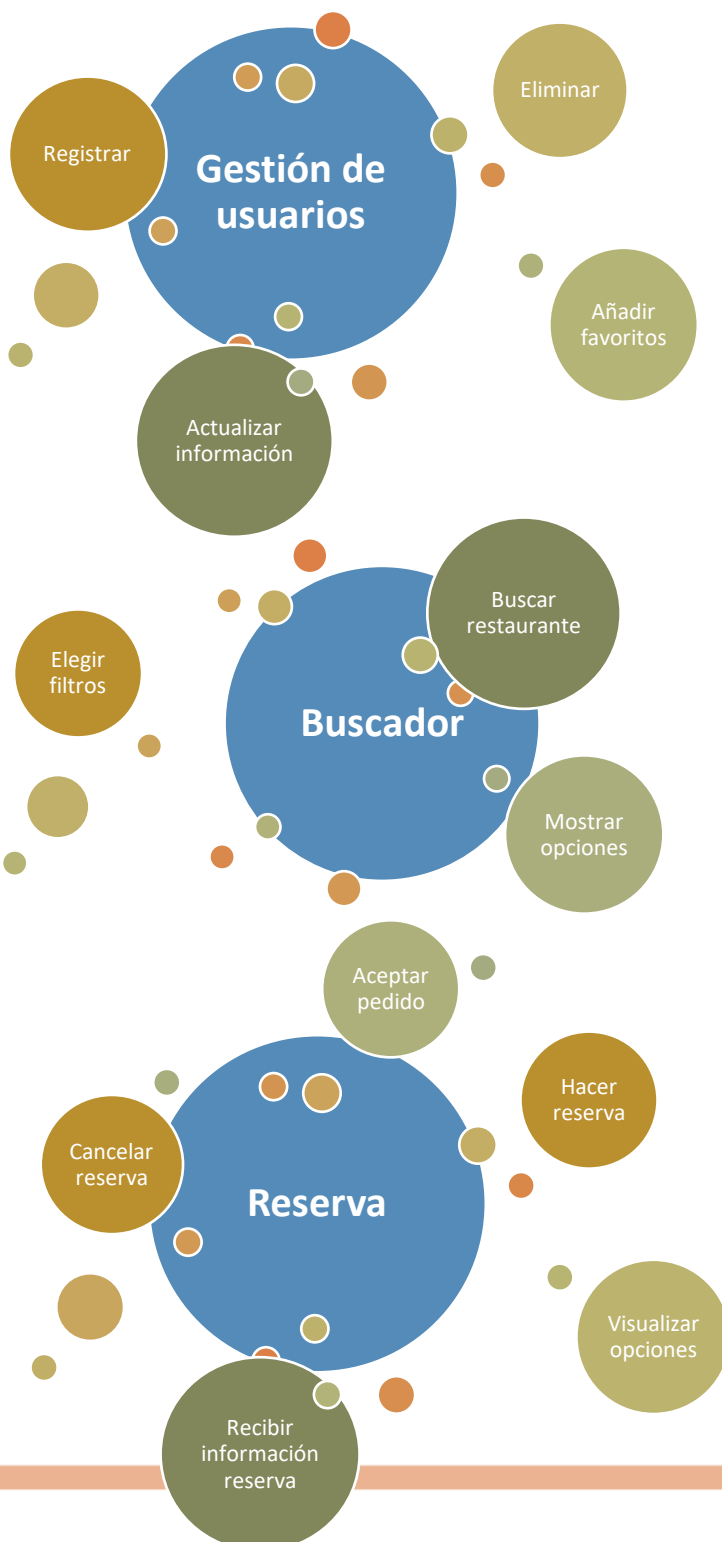 Eliminar
Registrar
Gestión de
usuarios
Añadir
favoritos
Actualizar
información
Buscar
restaurante
Elegir
filtros
Buscador
Mostrar
opciones
Aceptar
pedido
Hacer
reserva
Cancelar
reserva
Reserva
Visualizar
opciones
Recibir
información
reserva